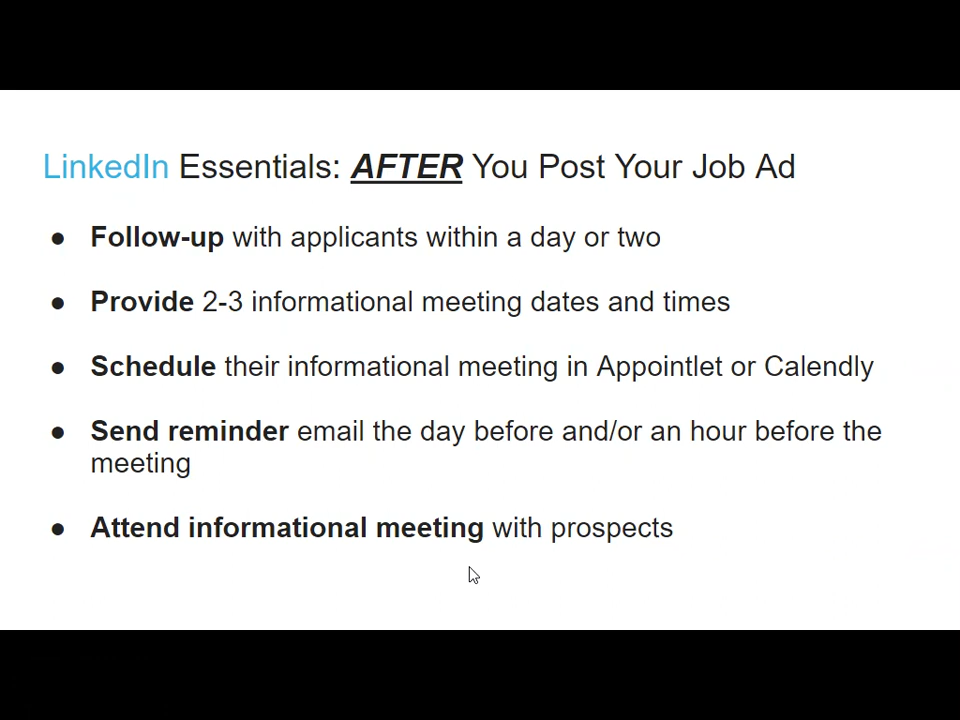 LinkedIn Essentials: AFTER You Post Your Job Ad
● Follow-up with applicants within a day or two
● Provide 2-3 informational meeting dates and times
● Schedule their informational meeting in Appointlet or Calendly
● Send reminder email the day before and/or an hour before the
meeting
● Attend informational meeting with prospects